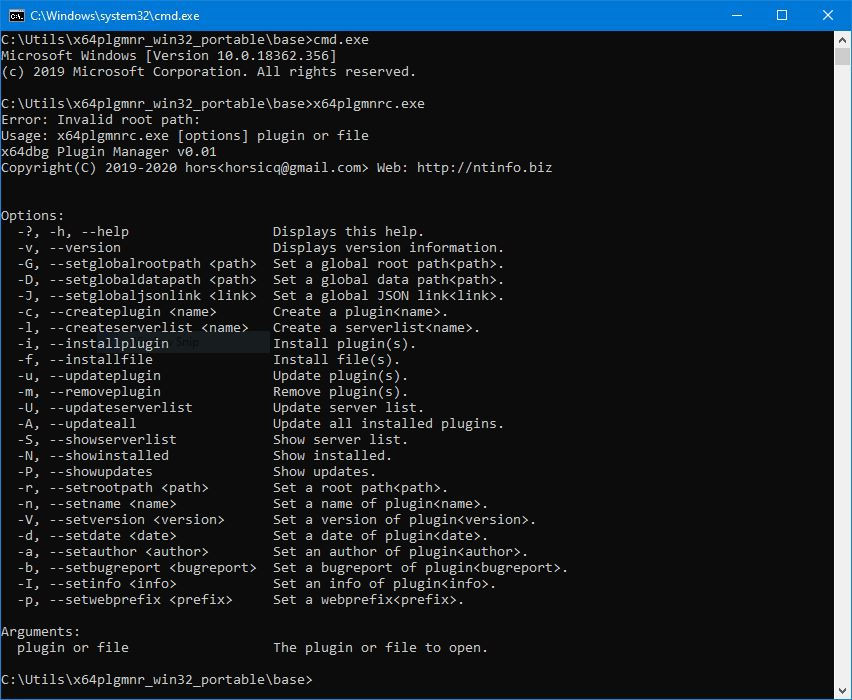 C:\Windows\system32\cmd.exe
C:\Utils\x64plgmnr_win32_portable\base>cmd.exe
Microsoft Windows [Version 10.0.18362.356]
(c) 2019 Microsoft Corporation. All rights reserved.
C:\Utils\x64plgmnr_win32_portable\base>x64plgmnrc.exe
Error: Invalid root path:
Usage: x64plgmnrc.exe [options] plugin or file
x64dbg Plugin Manager v0.01
Copyright(C) 2019-2020 hors<horsicq@gmail.com> Web: http://ntinfo.biz
Options:
-?, -h, --help Displays this help.
-v, --version Displays version information.
-G, --setglobalrootpath <path> Set a global root path<path>.
-D, --setglobaldatapath <path> Set a global data path<path>.
-J, --setglobaljsonlink <link> Set a global JSON link<link>.
-c, --createplugin <name> Create a plugin<name>.
-l, --createserverlist <name> Create a serverlist<name>.
-i, --installplugin Snip Install plugin(s).
-f, --installfile Install file(s).
-u, --updateplugin Update plugin(s).
-m, --removeplugin Remove plugin(s).
-U, --updateserverlist Update server list.
-A, --updateall Update all installed plugins.
-S, --showserverlist Show server list.
-N, --showinstalled Show installed.
-P, --showupdates Show updates.
-r, --setrootpath <path> Set a root path<path>.
-n, --setname <name> Set a name of plugin<name>.
-V, --setversion <version> Set a version of plugin<version>.
-d, --setdate <date> Set a date of plugin<date>.
-a, --setauthor <author> Set an author of plugin<author>.
-b, --setbugreport <bugreport> Set a bugreport of plugin<bugreport>.
-I, --setinfo <info> Set an info of plugin<info>.
-p, --setwebprefix <prefix> Set a webprefix<prefix>.
Arguments:
plugin or file The plugin or file to open.
C:\Utils\x64plgmnr_win32_portable\base>